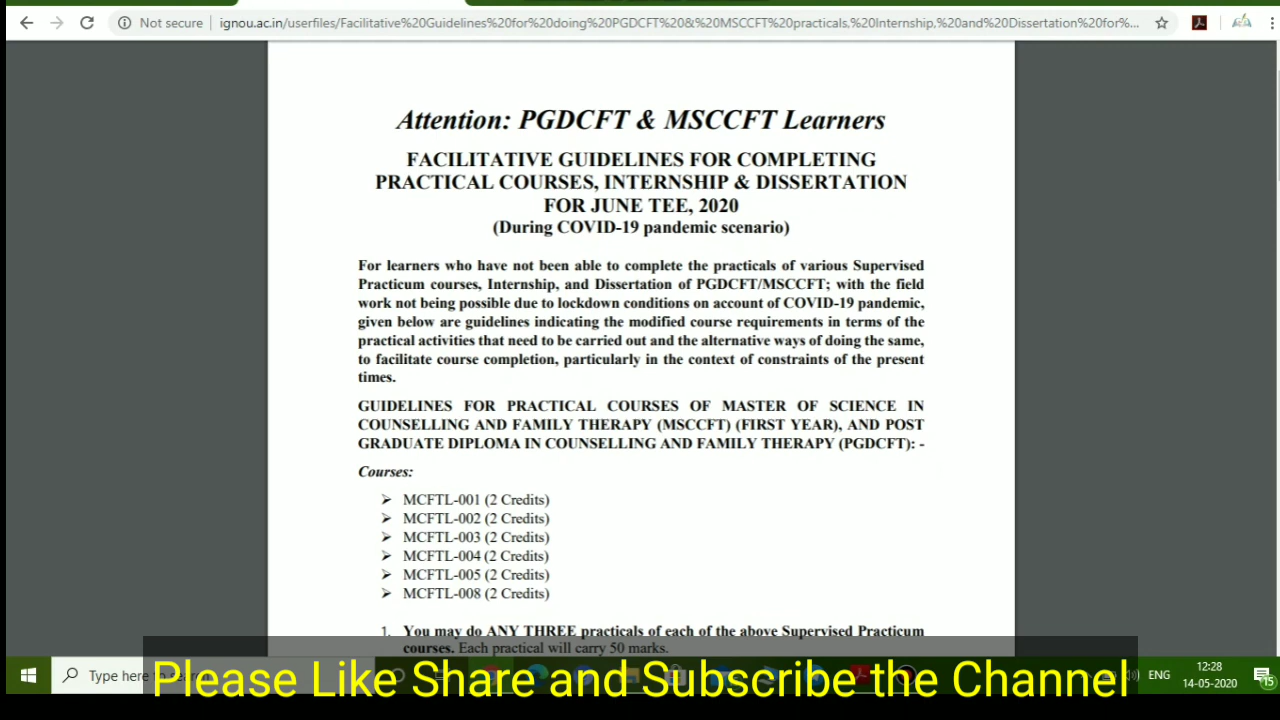 Not secure | ignou.ac.in/userfiles/Facilitative%20Guidelines%20for%20doing%20PGDCFT%20&%20MSCCFT%20practicals,%20Internship,%20and%20Dissertation%20for%...
Attention: PGDCFT & MSCCFT Learners
FACILITATIVE GUIDELINES FOR COMPLETING
PRACTICAL COURSES, INTERNSHIP & DISSERTATION
FOR JUNE TEE, 2020
(During COVID-19 pandemic scenario)
For learners who have not been able to complete the practicals of various Supervised
Practicum courses, Internship, and Dissertation of PGDCFT/MSCCFT; with the field
work not being possible due to lockdown conditions on account of COVID-19 pandemic,
given below are guidelines indicating the modified course requirements in terms of the
practical activities that need to be carried out and the alternative ways of doing the same,
to facilitate course completion, particularly in the context of constraints of the present
times.
GUIDELINES FOR PRACTICAL COURSES OF MASTER OF SCIENCE IN
COUNSELLING AND FAMILY THERAPY (MSCCFT) (FIRST YEAR), AND POST
GRADUATE DIPLOMA IN COUNSELLING AND FAMILY THERAPY (PGDCFT): -
Courses:
➢ MCFTL-001 (2 Credits)
➢ MCFTL-002 (2 Credits)
➢ MCFTL-003 (2 Credits)
➢ MCFTL-004 (2 Credits)
➢ MCFTL-005 (2 Credits)
➢ MCFTL-008 (2 Credits)
1. You may do ANY THREE practicals of each of the above Supervised Practicum
courses. Each practical will carry 50 marks.
Type here to
Please Like Share and Subscribe the Channel
ENG
12:28
14-05-2020
15